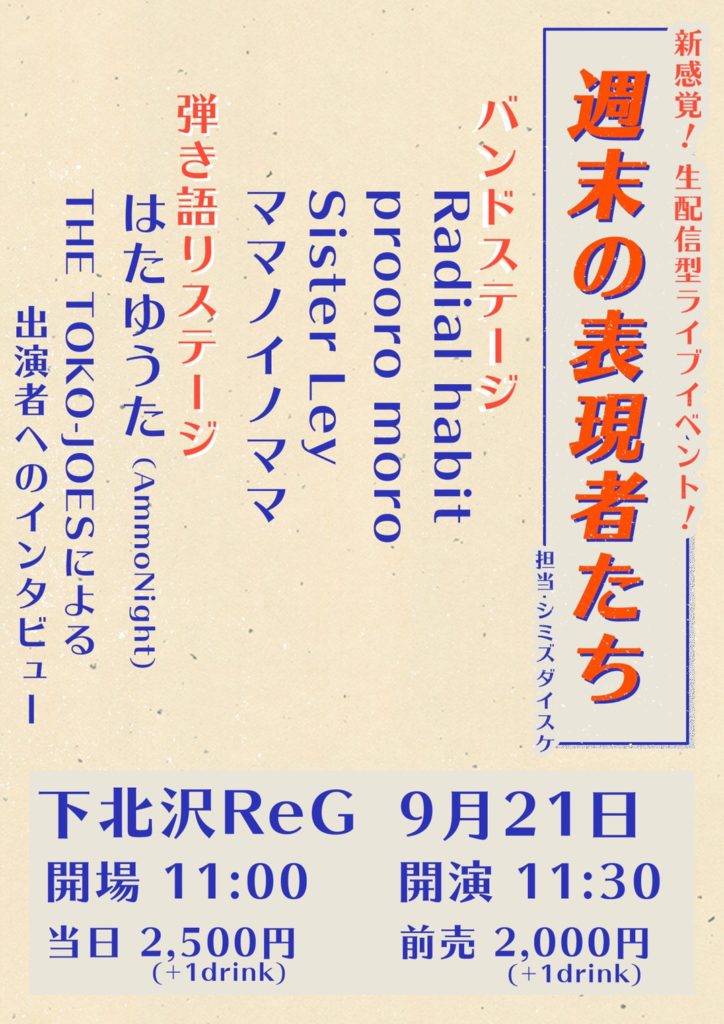 新感覚！生配信型ライブイベント！
週末の表現者たち
担当・シミズダイスケ
バンドステージ
Radial habit
prooro moro
Sister Ley
ママノイノママ
弾き語りステージ
はたゆうた（AmmoNight）
THE TOKO-JOESによる
出演者へのインタビュー
下北沢ReG 9月21日
開場 11:00 開演 11:30
当日 2,500円 前売 2,000円
(+1drink) (+1drink)